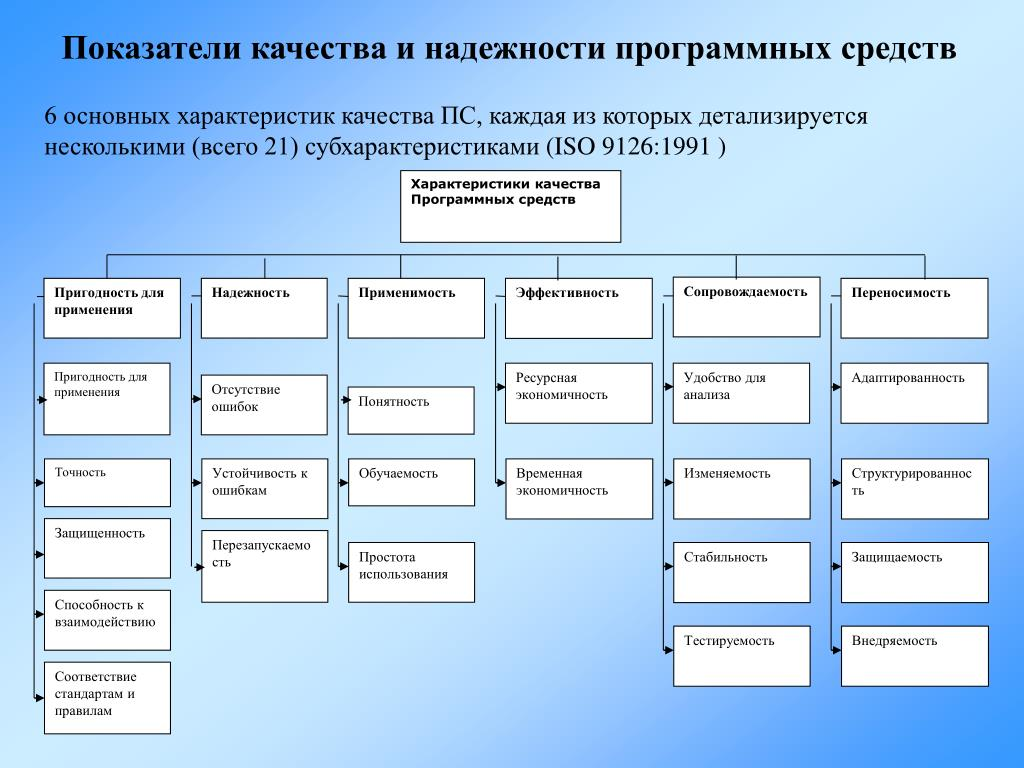 Показатели качества и надежности программных средств
6 основных характеристик качества ПС, каждая из которых детализируется
несколькими (всего 21) субхарактеристиками (ISO 9126:1991 )
Характеристики качества
Программных средств
Пригодность для
применения
Надежность
Применимость
Эффективность
Сопровождаемость
Переносимость
Пригодность для
применения
Точность
Защищенность
Способность к
взаимодействию
Соответствие
стандартам и
правилам
Отсутствие
ошибок
Устойчивость к
ошибкам
Перезапускаемо
сть
Понятность
Обучаемость
Простота
использования
Ресурсная
экономичность
Временная
экономичность
Удобство для
анализа
Изменяемость
Стабильность
Тестируемость
Адаптированность
Структурированнос
ть
Защищаемость
Внедряемость